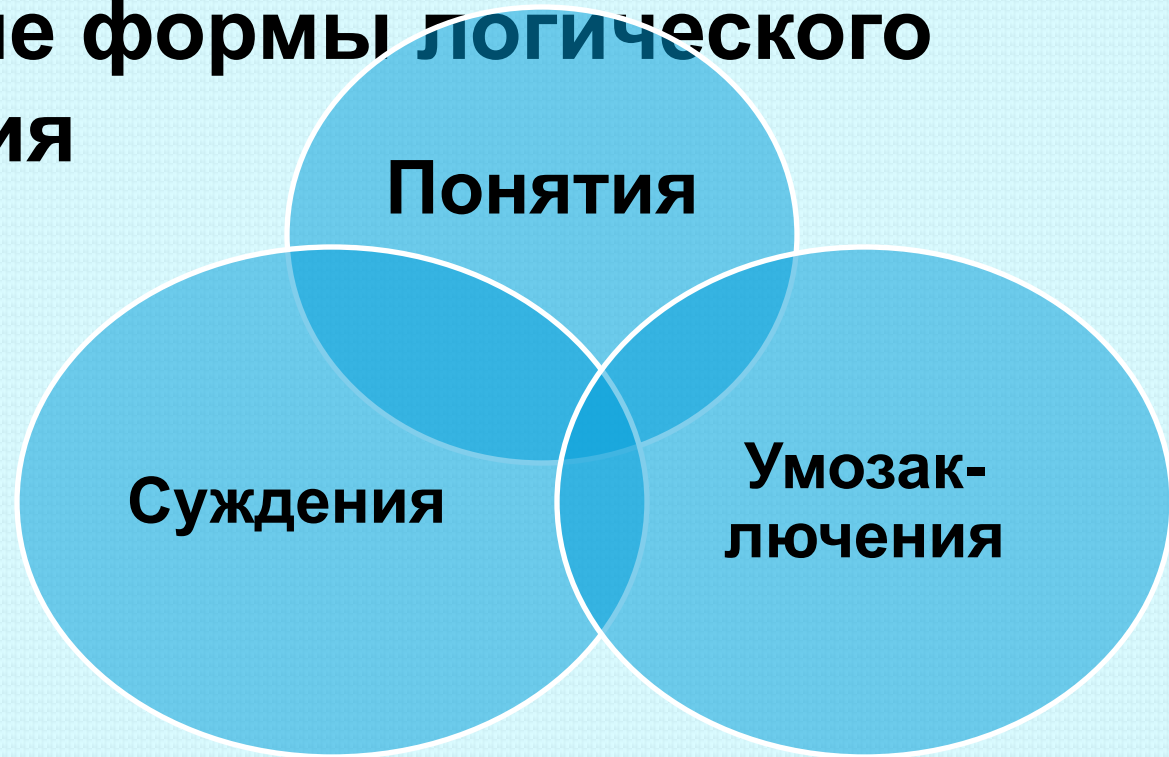 ие формы логического
ия
Понятия
Суждения
Умозак-
лючения